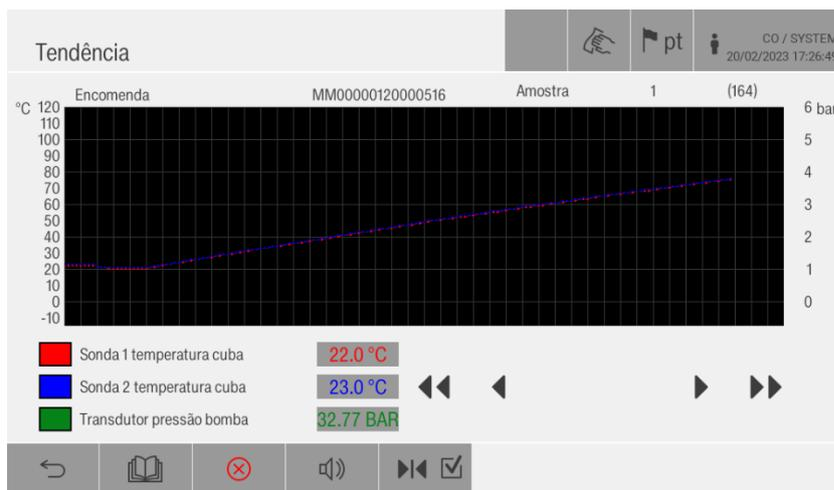 Tendência
pt
CO / SYSTEM
20/02/2023 17:26:49
Encomenda MM00000120000516 Amostra 1 (164)
°C 120 6 bar
110
100 5
90
80 4
70
60 3
50
40 2
30
20 1
10
0 0
-10
Sonda 1 temperatura cuba 22.0 °C
Sonda 2 temperatura cuba 23.0 °C
Transdutor pressão bomba 32.77 BAR